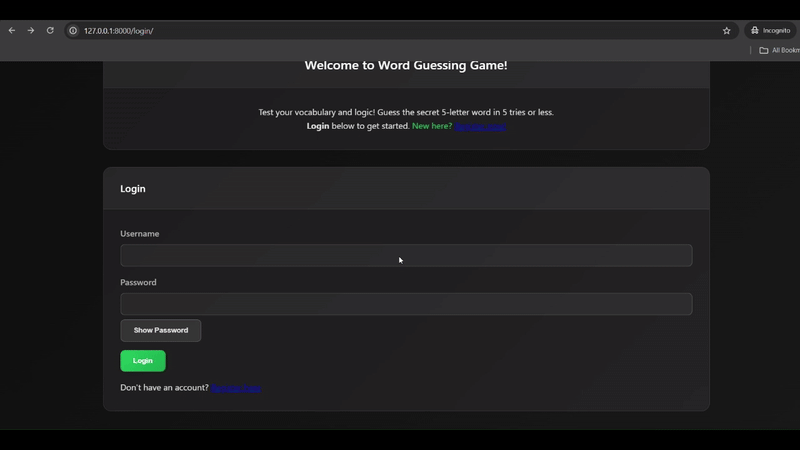 127.0.0.1:8000/login/
Incognito
All Bookm
Welcome to Word Guessing Game!
Test your vocabulary and logic! Guess the secret 5-letter word in 5 tries or less.
Login below to get started. New here?
Login
Username
Password
Show Password
Login
Don't have an account?